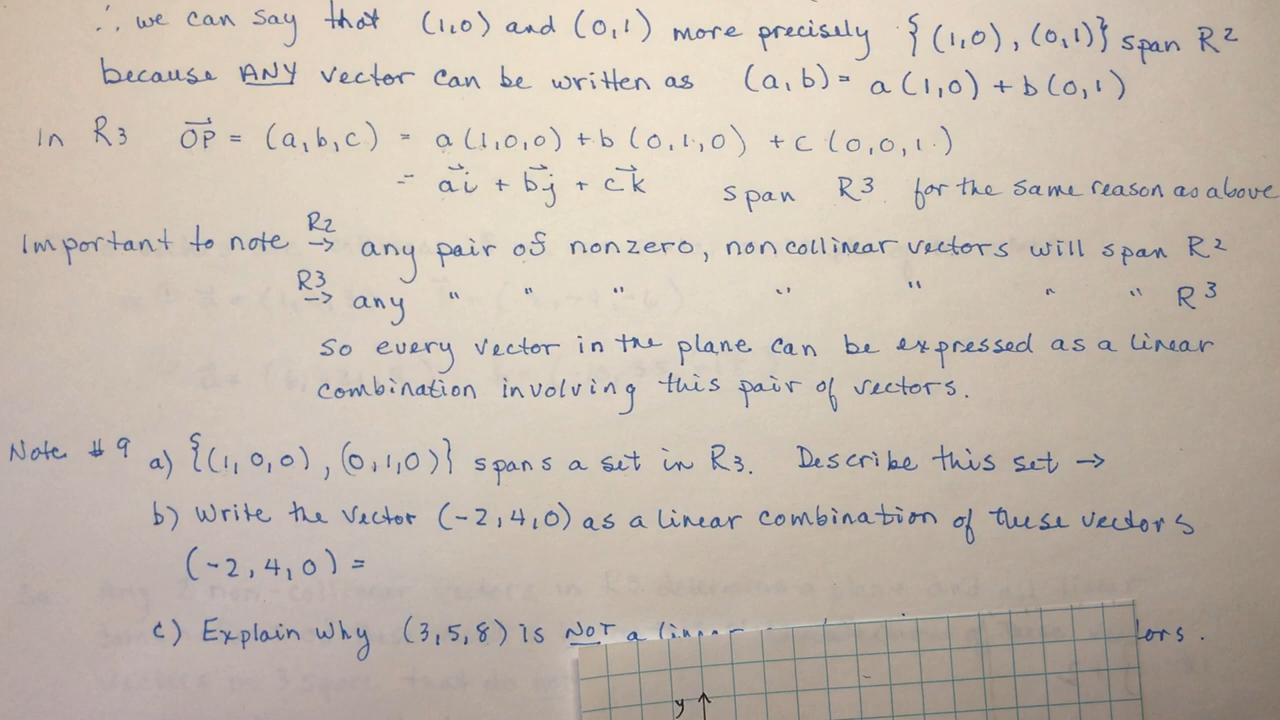 ∴ we can say that (1,0) and (0,1) more precisely {(1,0), (0,1)} span R2
because ANY vector can be written as (a,b) = a(1,0) + b(0,1)
In R3 OP⃗ = (a,b,c) = a(1,0,0) + b(0,1,0) + c(0,0,1)
= ai⃗ + bj⃗ + ck⃗ span R3 for the same reason as above
Important to note R2 → any pair of nonzero, noncollinear vectors will span R2
R3 → any " " " " " " " R3
So every vector in the plane can be expressed as a linear
combination involving this pair of vectors.
Note #9 a) {(1,0,0), (0,1,0)} spans a set in R3. Describe this set →
b) Write the vector (-2,4,0) as a linear combination of these vectors
(-2,4,0) =
c) Explain why (3,5,8) is NOT a
y